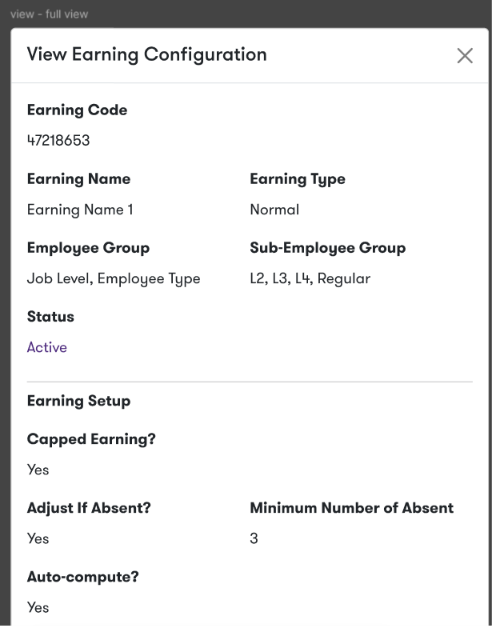 view - full view
View Earning Configuration
Earning Code
47218653
Earning Name Earning Type
Earning Name 1 Normal
Employee Group Sub-Employee Group
Job Level, Employee Type L2, L3, L4, Regular
Status
Active
Earning Setup
Capped Earning?
Yes
Adjust If Absent? Minimum Number of Absent
Yes 3
Auto-compute?
Yes